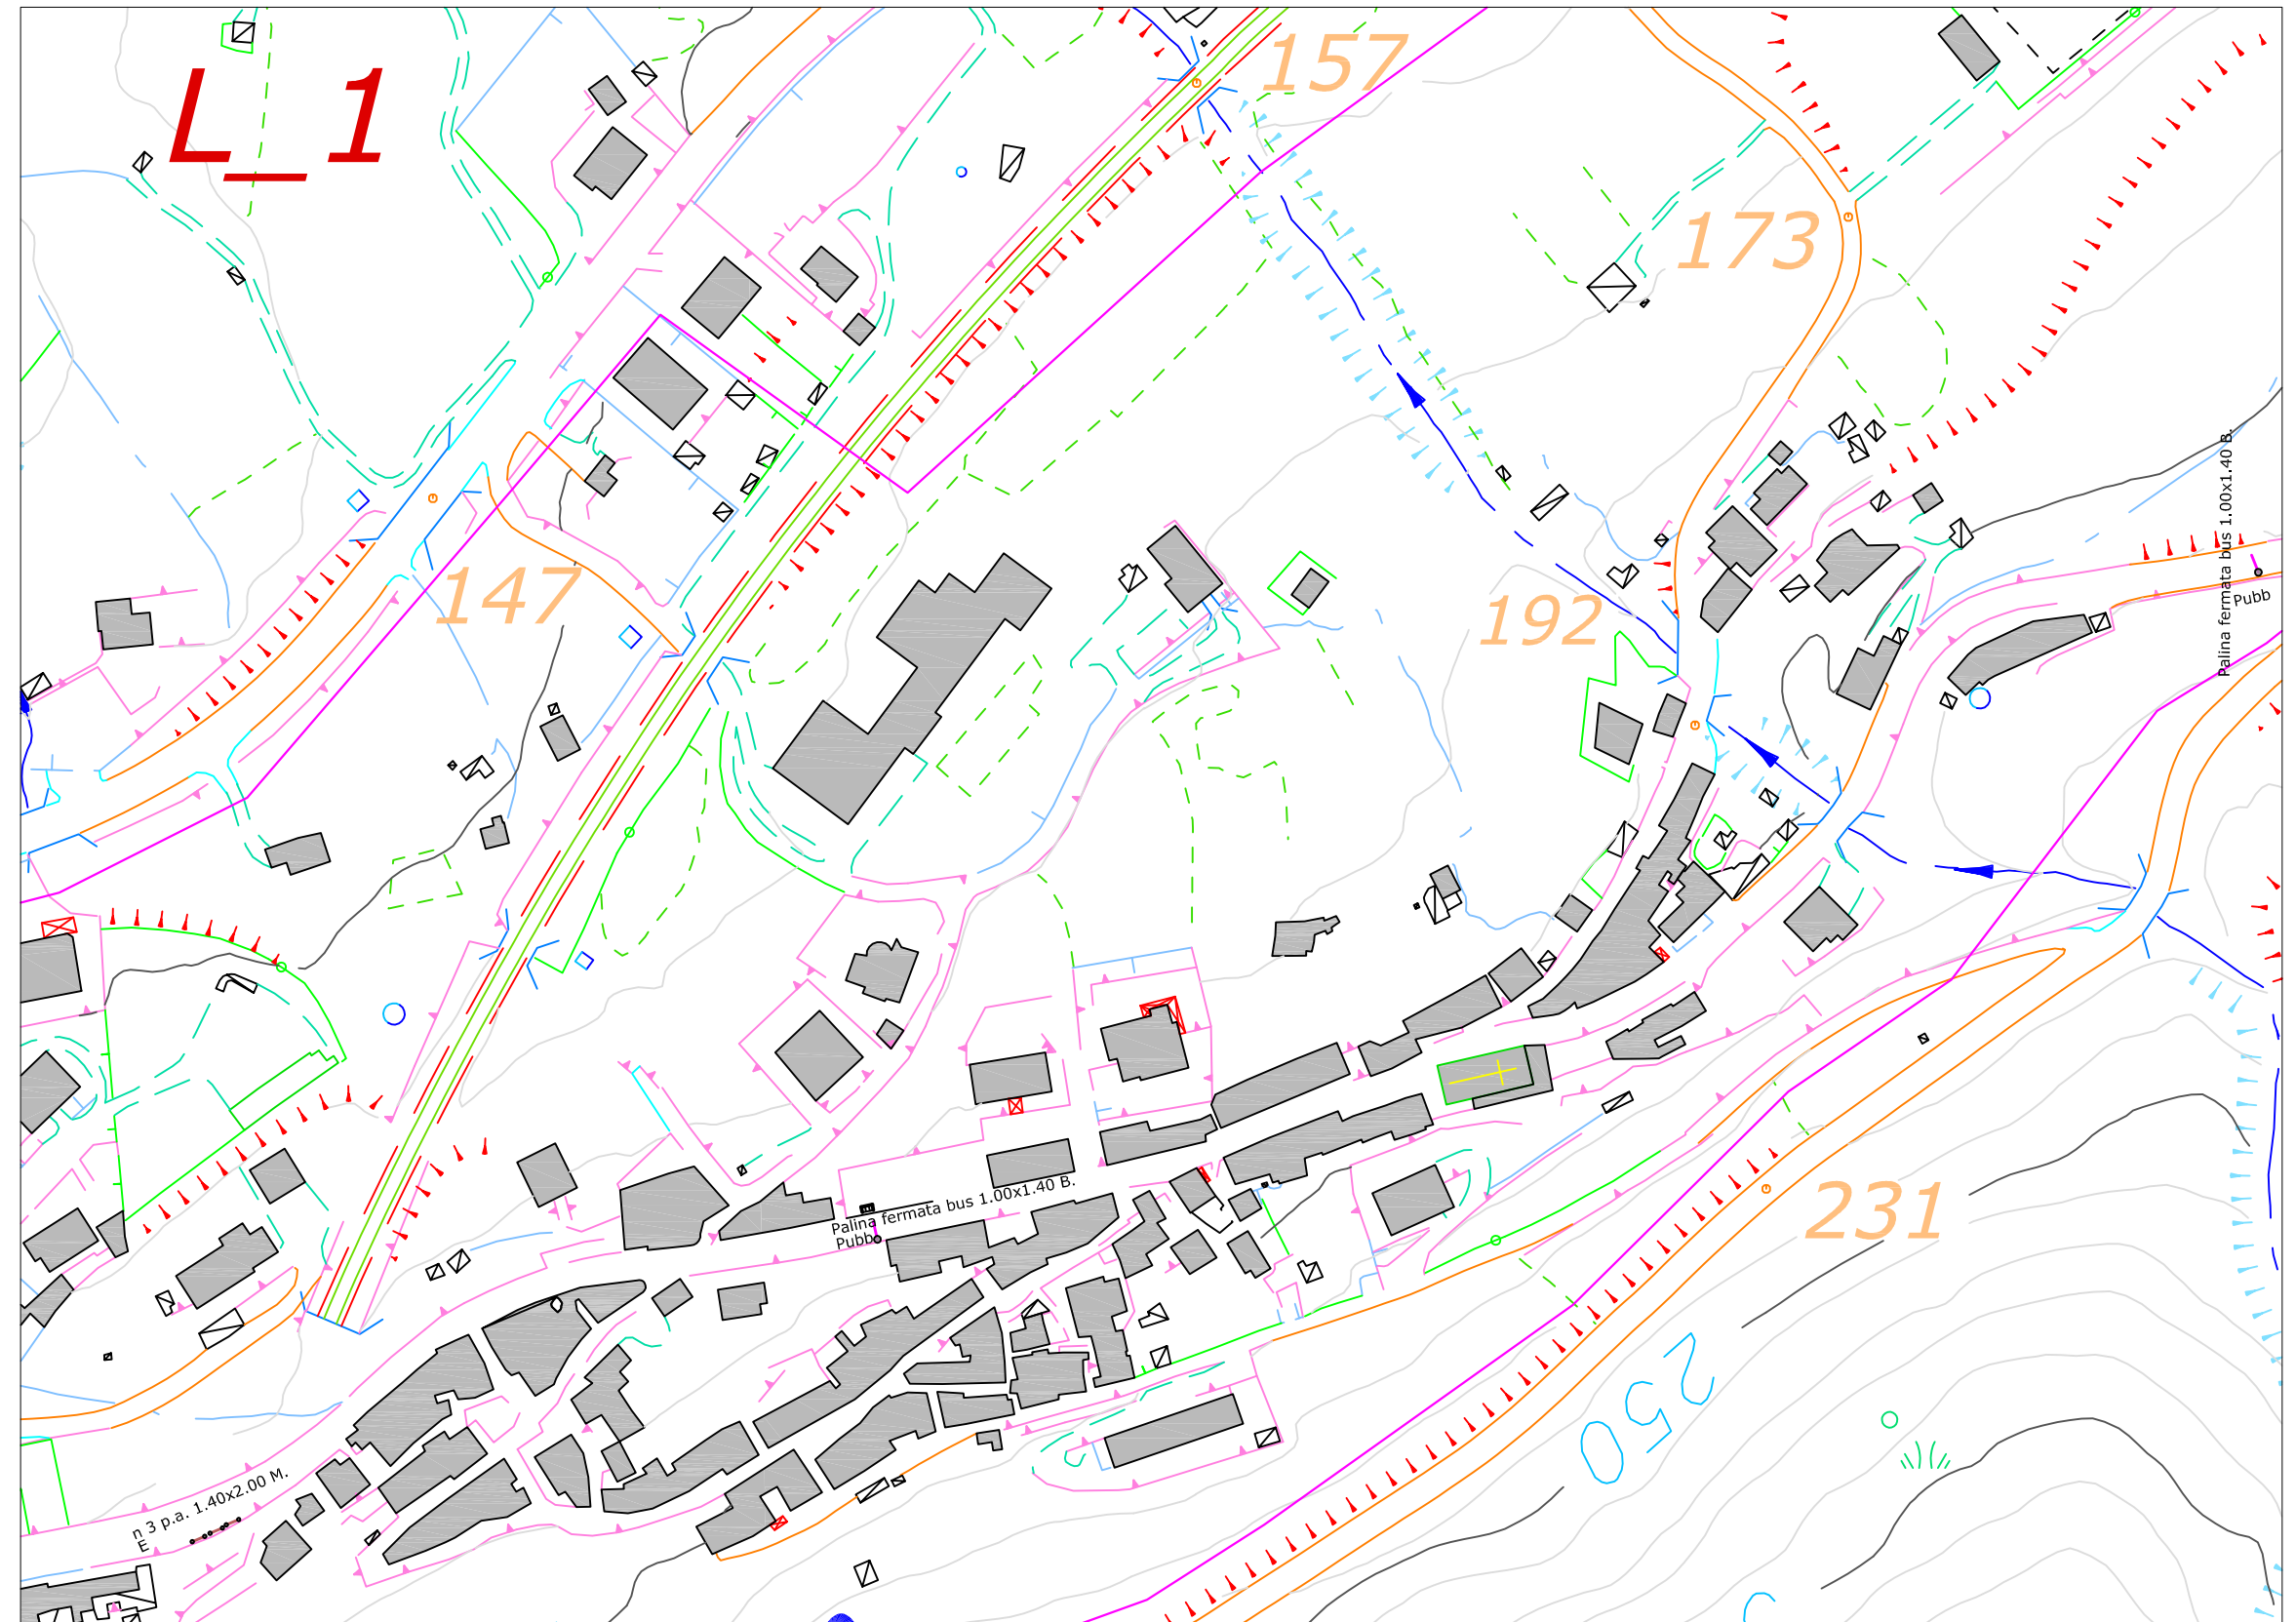 L_1
157
173
147
192
Palina fermata bus 1.00x1.40 B.
Pubb
Palina fermata bus 1.00x1.40 B.
Pubb
231
250
n 3 p.a. 1.40x2.00 M.
E